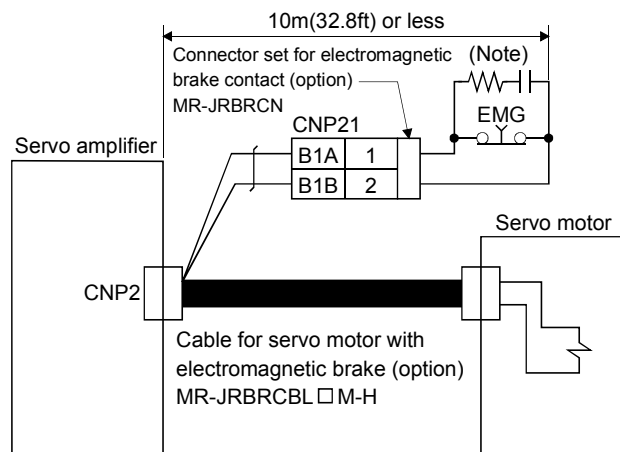 10m(32.8ft) or less
Connector set for electromagnetic
brake contact (option)
MR-JRBRCN
(Note)
EMG
CNP21
B1A 1
B1B 2
Servo amplifier
Servo motor
CNP2
Cable for servo motor with
electromagnetic brake (option)
MR-JRBRCBL□M-H